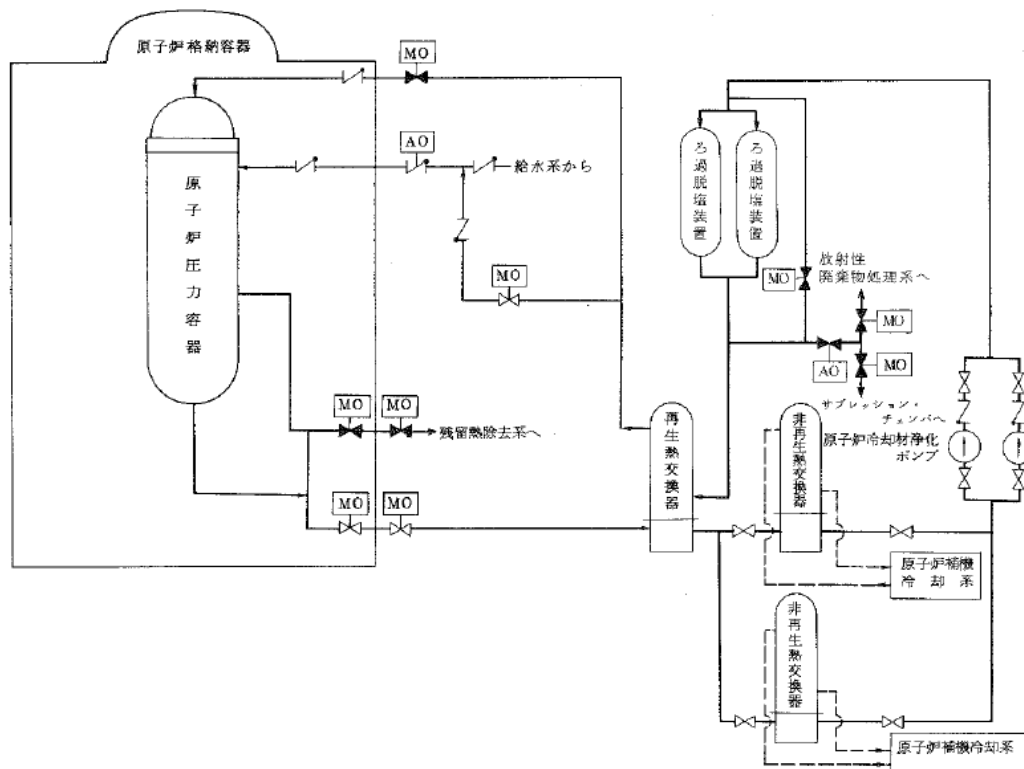 原子炉格納容器
MO
AO
給水系から
原子炉圧力容器
MO
ろ過脱塩装置
ろ過脱塩装置
MO
放射性
廃棄物処理系へ
MO
AO
MO
サプレッション・
チェンバへ
原子炉冷却材浄化
ポンプ
MO
MO
残留熱除去系へ
MO
MO
再生熱交換器
非再生熱交換器
原子炉補機
冷却系
非再生熱交換器
原子炉補機冷却系